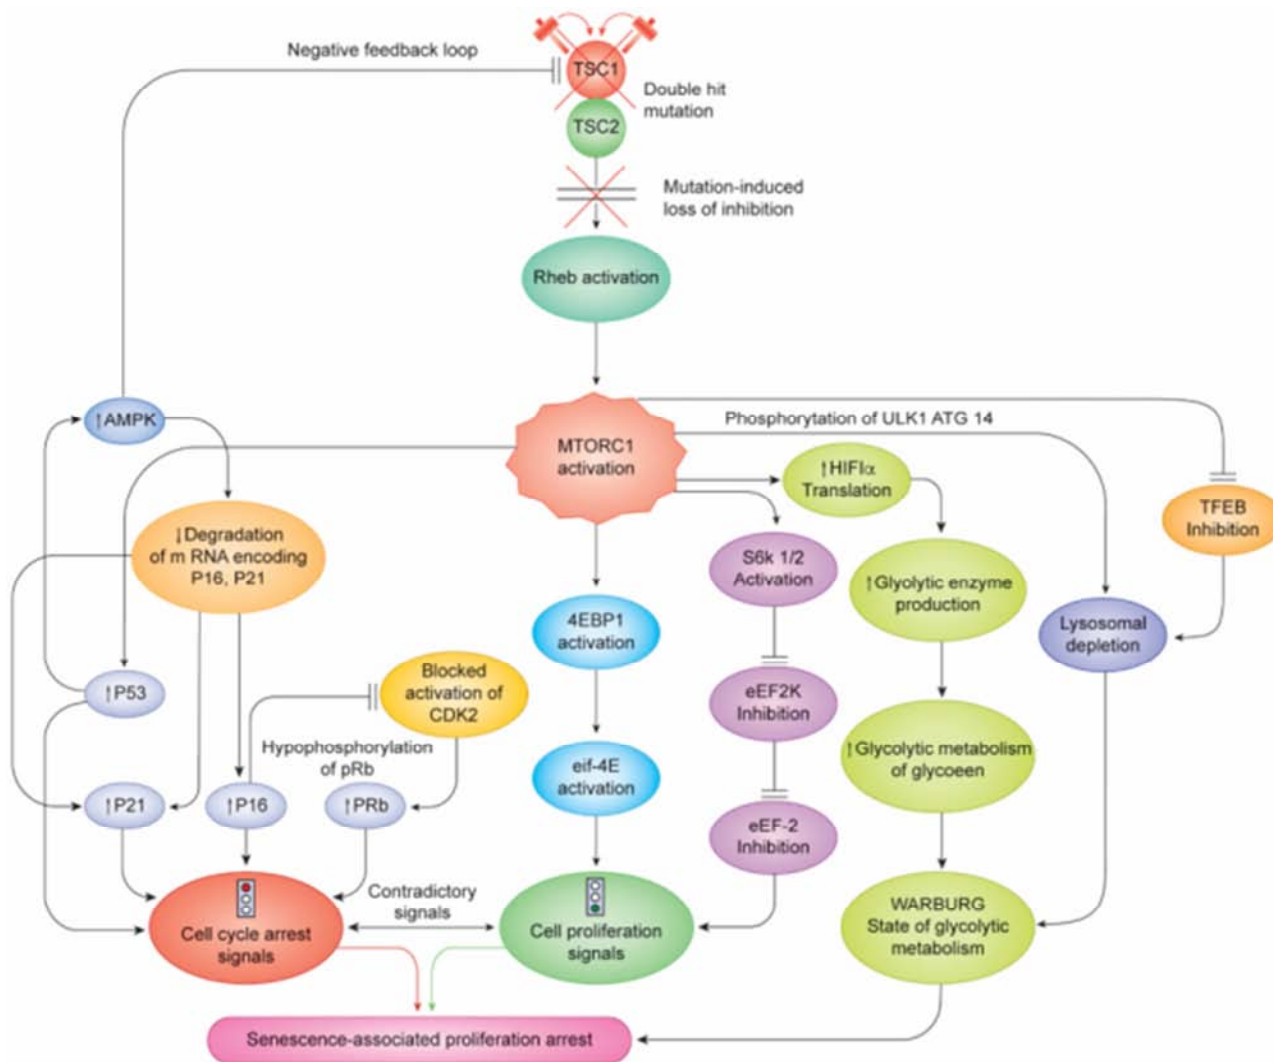 Negative feedback loop
TSC1
Double hit
mutation
TSC2
Mutation-induced
loss of inhibition
Rheb activation
↑AMPK
MTORC1
activation
Phosphorytation of ULK1 ATG 14
↑HIFIα
Translation
TFEB
Inhibition
↓Degradation
of m RNA encoding
P16, P21
S6k 1/2
Activation
↑Glyolytic enzyme
production
4EBP1
activation
Lysosomal
depletion
↑P53
Blocked
activation of
CDK2
eEF2K
Inhibition
Hypophosphorylation
of pRb
↑Glycolytic metabolism
of glycoeen
eif-4E
activation
↑P21
↑P16
↑PRb
eEF-2
Inhibition
Contradictory
signals
Cell cycle arrest
signals
Cell proliferation
signals
WARBURG
State of glycolytic
metabolism
Senescence-associated proliferation arrest